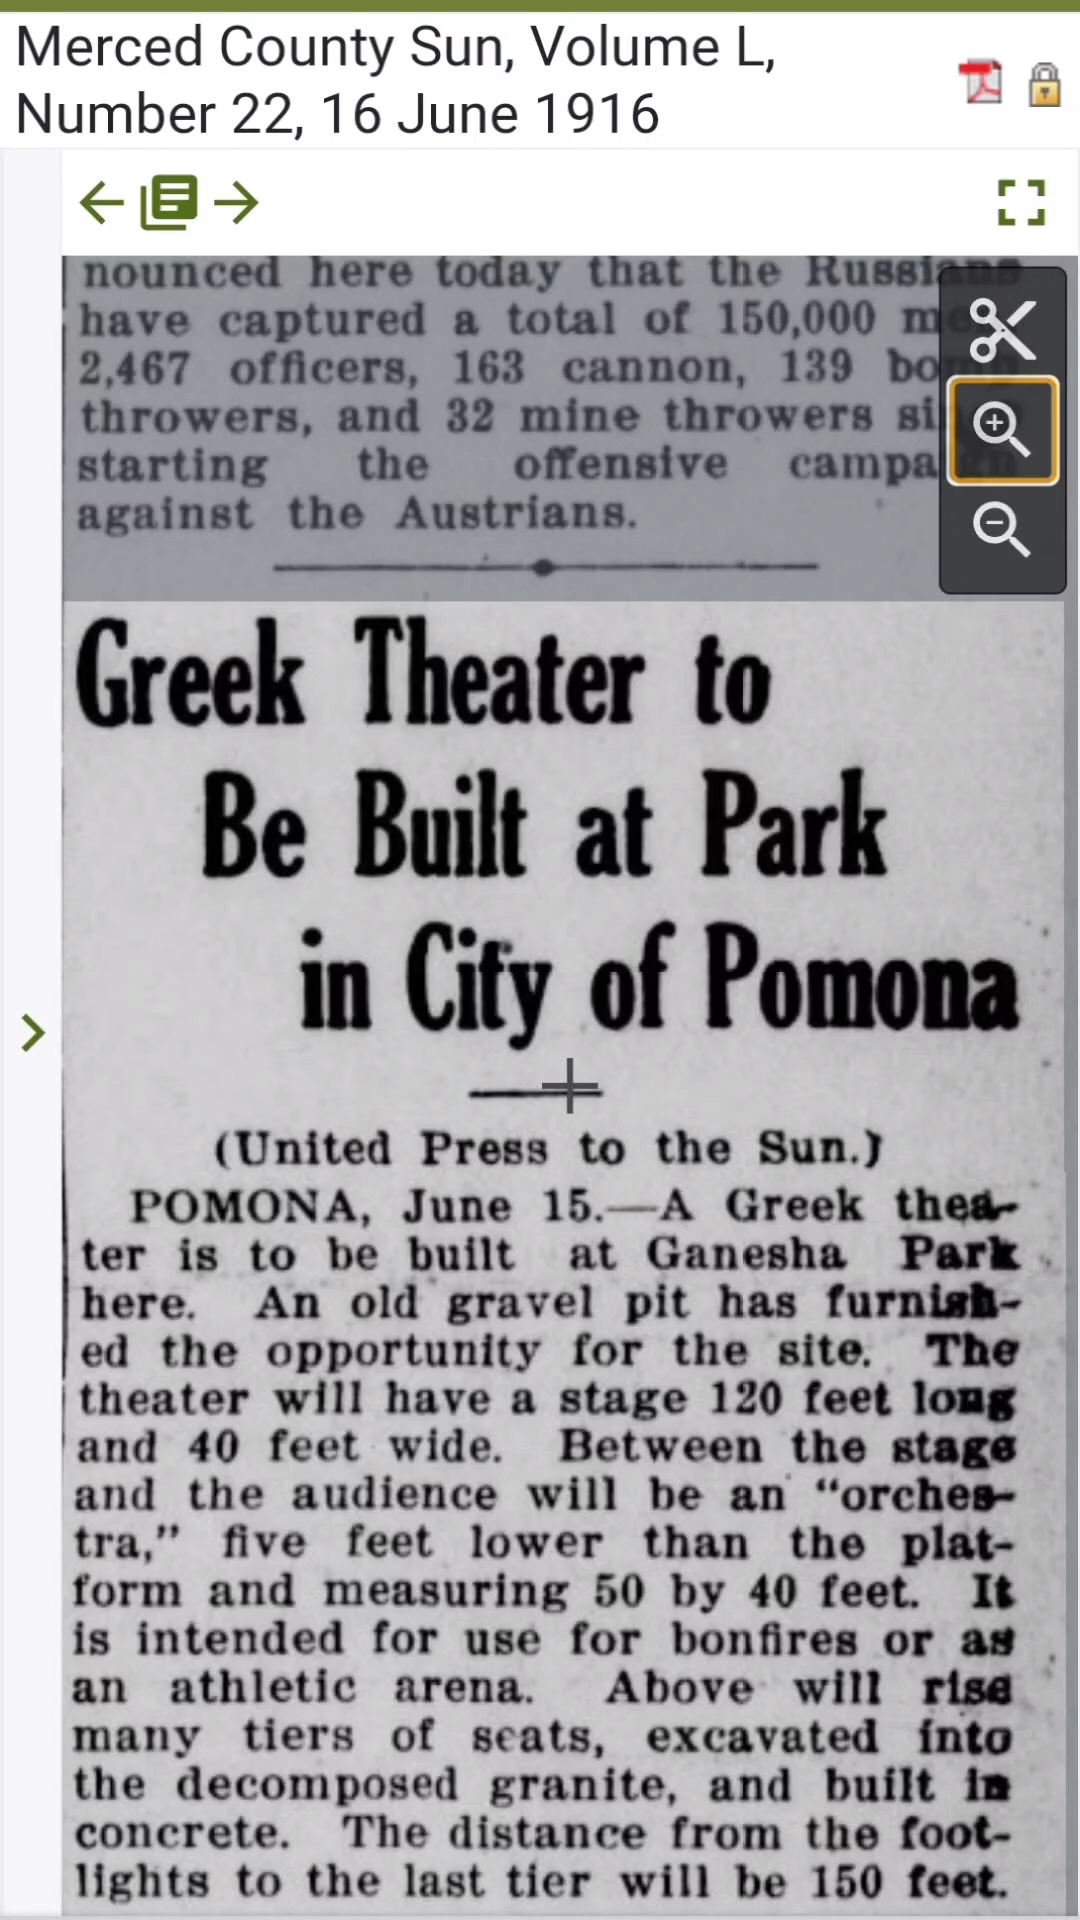 Merced County Sun, Volume L,
Number 22, 16 June 1916
nounced here today that the Russians
have captured a total of 150,000 me
2,467 officers, 163 cannon, 139 bomb
throwers, and 32 mine throwers since
starting the offensive campaign
against the Austrians.
Greek Theater to
Be Built at Park
in City of Pomona
(United Press to the Sun.)
POMONA, June 15.—A Greek thea-
ter is to be built at Ganesha Park
here. An old gravel pit has furnish-
ed the opportunity for the site. The
theater will have a stage 120 feet long
and 40 feet wide. Between the stage
and the audience will be an “orches-
tra,” five feet lower than the plat-
form and measuring 50 by 40 feet. It
is intended for use for bonfires or as
an athletic arena. Above will rise
many tiers of seats, excavated into
the decomposed granite, and built in
concrete. The distance from the foot-
lights to the last tier will be 150 feet.